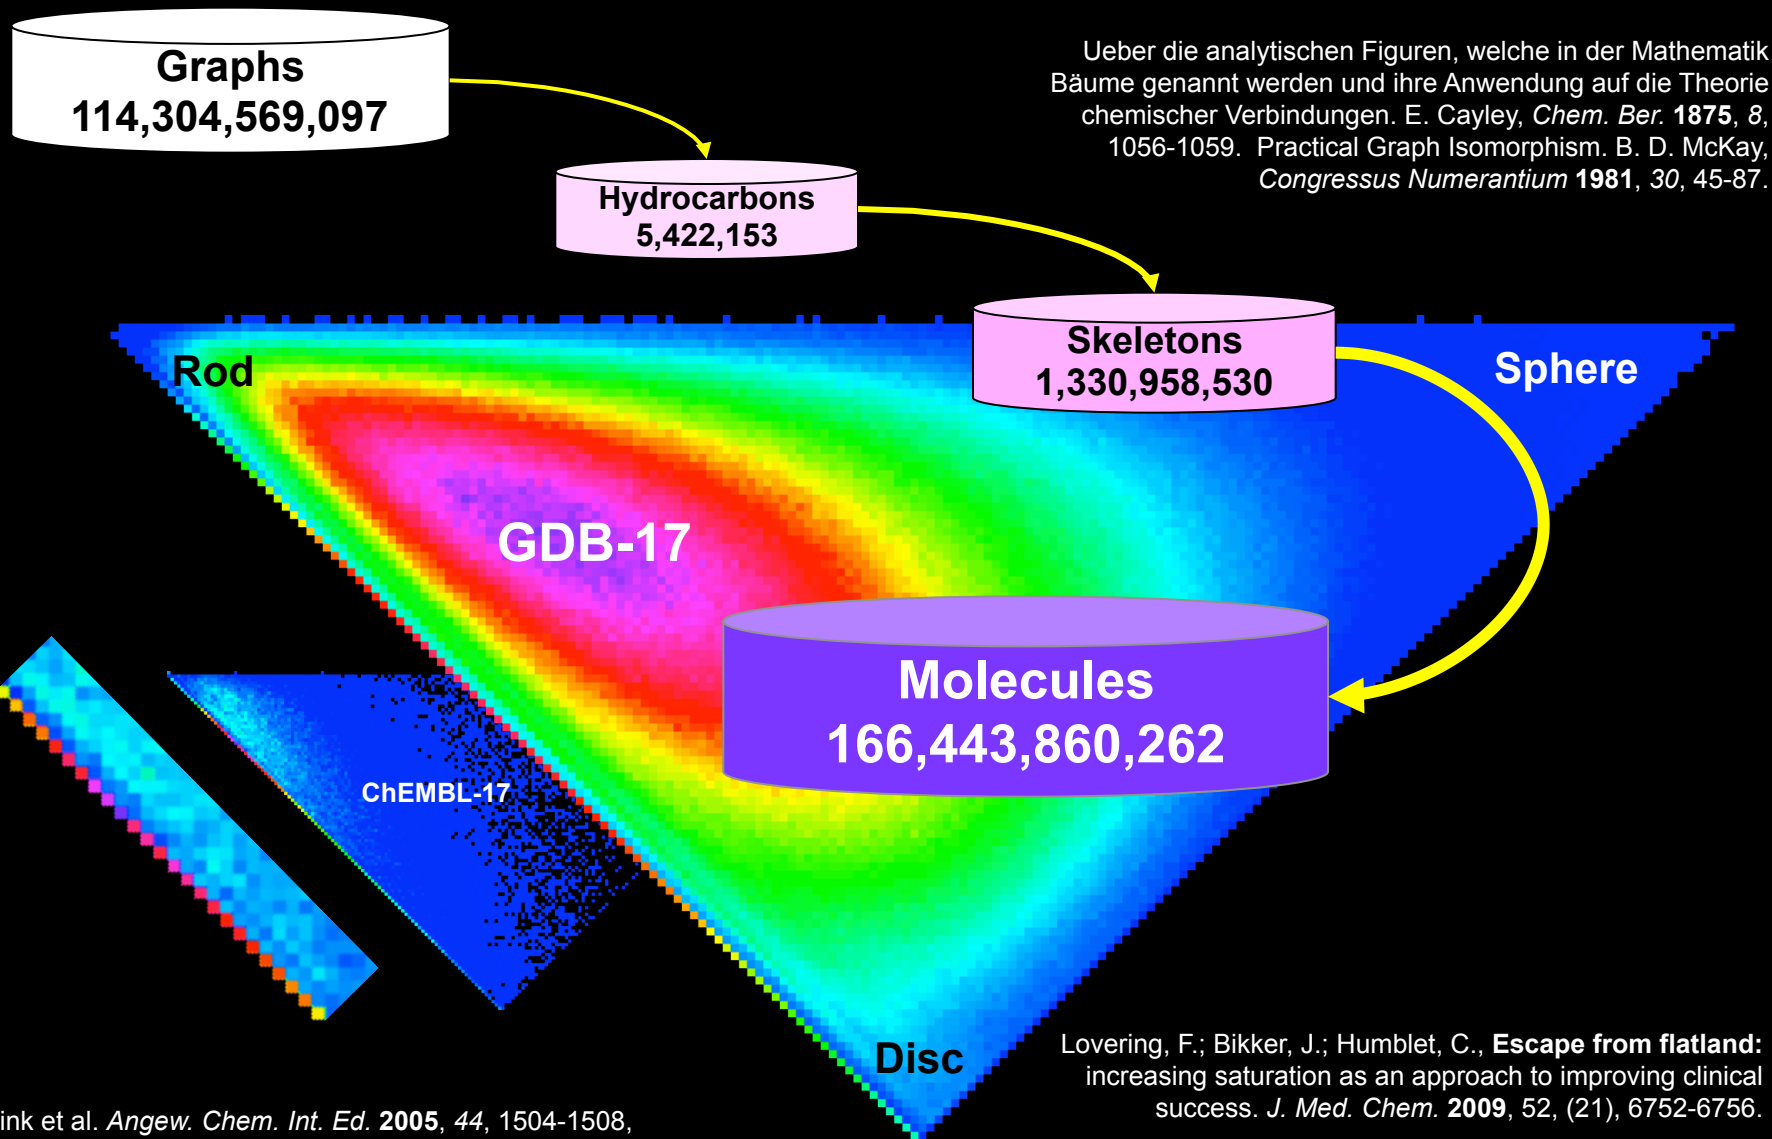 Graphs
114,304,569,097
Ueber die analytischen Figuren, welche in der Mathematik
Bäume genannt werden und ihre Anwendung auf die Theorie
chemischer Verbindungen. E. Cayley, Chem. Ber. 1875, 8,
1056-1059. Practical Graph Isomorphism. B. D. McKay,
Congressus Numerantium 1981, 30, 45-87.
Hydrocarbons
5,422,153
Skeletons
1,330,958,530
Rod
Sphere
GDB-17
Molecules
166,443,860,262
ChEMBL-17
Disc
Lovering, F.; Bikker, J.; Humblet, C., Escape from flatland:
increasing saturation as an approach to improving clinical
success. J. Med. Chem. 2009, 52, (21), 6752-6756.
ink et al. Angew. Chem. Int. Ed. 2005, 44, 1504-1508,